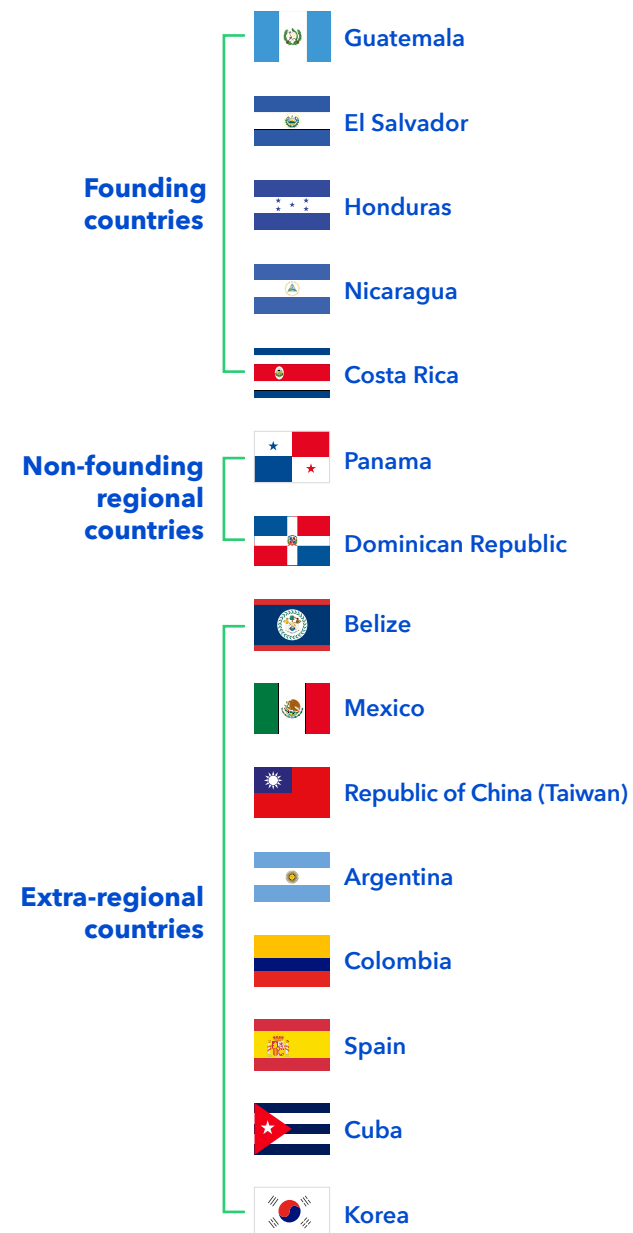 Founding
countries
Guatemala
El Salvador
Honduras
Nicaragua
Costa Rica
Non-founding
regional
countries
Panama
Dominican Republic
Extra-regional
countries
Belize
Mexico
Republic of China (Taiwan)
Argentina
Colombia
Spain
Cuba
Korea